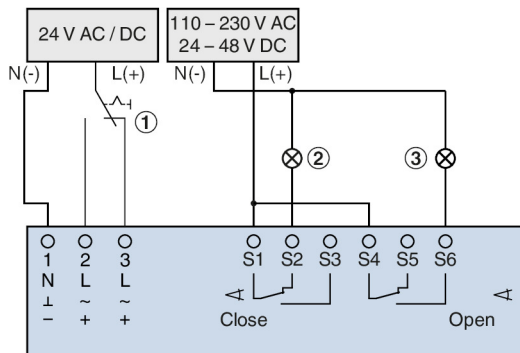 24 V AC / DC
110 – 230 V AC
24 – 48 V DC
N(-) L(+) N(-) L(+)
1
2 3
1 2 3 S1 S2 S3 S4 S5 S6
N L L
⊥ ~ ~
– + +
Close Open